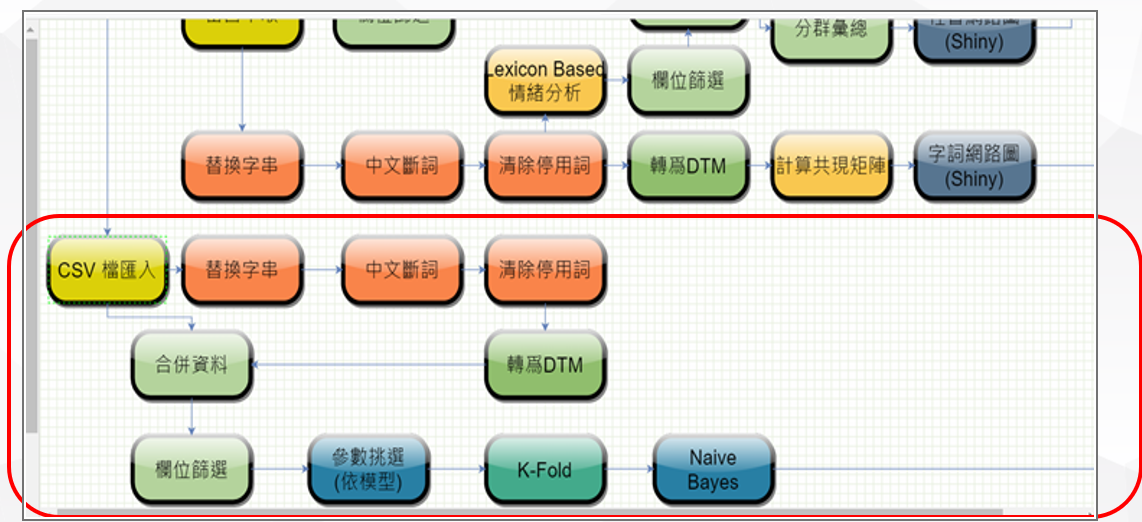 分群彙總
(Shiny)
Lexicon Based
情緒分析
欄位篩選
替換字串
中文斷詞
清除停用詞
轉為DTM
計算共現矩陣
字詞網路圖
(Shiny)
CSV 檔匯入
替換字串
中文斷詞
清除停用詞
合併資料
轉為DTM
欄位篩選
參數挑選
(依模型)
K-Fold
Naive
Bayes